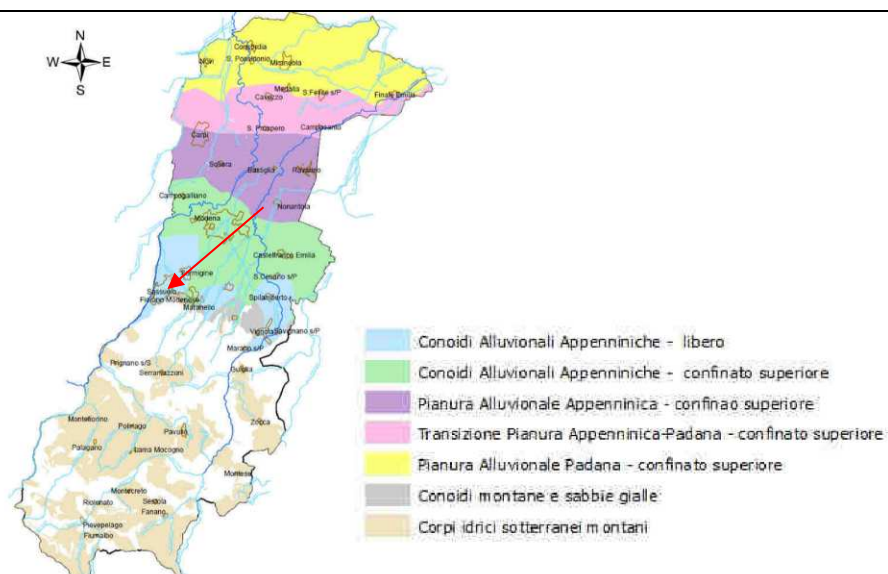 N
W E
S
Concordia
Novi S. Possidonio Mirandola
Medolla
Cavezzo S.Felice s/P Finale Emilia
S. Prospero Camposanto
Carpi
Soliera Bastiglia Ravarino
Campogalliano Nonantola
Modena
Castelfranco Emilia
Formigine S.Cesario s/P
Sassuolo
Fiorano Modenese Spilamberto
Maranello
Vignola Savignano s/P
Marano s/P
Prignano s/S
Serramazzoni Guiglia
Montefiorino Zocca
Polinago Pavullo
Palagano
Lama Mocogno
Montese
Montecreto
Riolunato Sestola
Fanano
Pievepelago
Fiumalbo
Conoidi Alluvionali Appenniniche - libero
Conoidi Alluvionali Appenniniche - confinato superiore
Pianura Alluvionale Appenninica - confinao superiore
Transizione Pianura Appenninica-Padana - confinato superiore
Pianura Alluvionale Padana - confinato superiore
Conoidi montane e sabbie gialle
Corpi idrici sotterranei montani